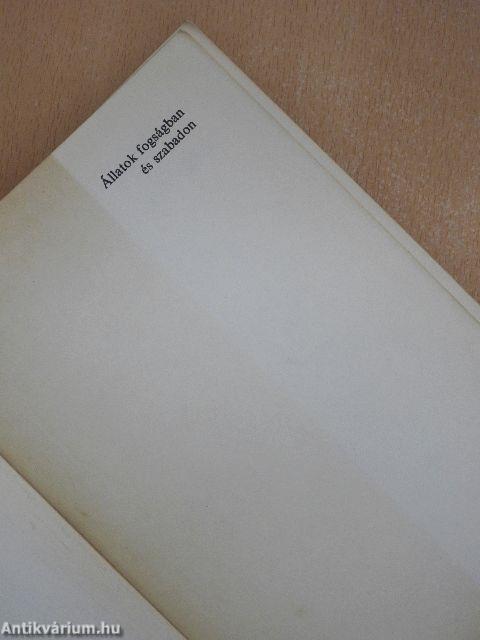 Állatok fogságban
és szabadon
Antikvárium.hu